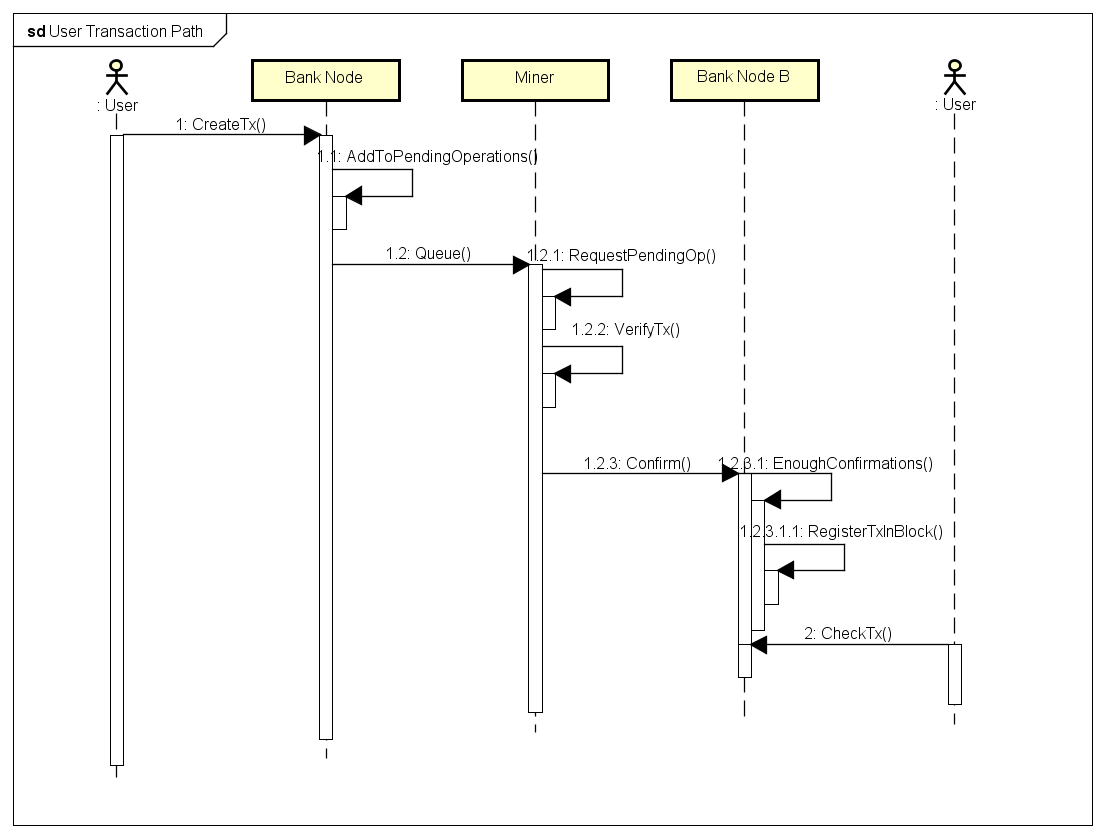 sd User Transaction Path
: User
Bank Node
Miner
Bank Node B
: User
1: CreateTx()
1.1: AddToPendingOperations()
1.2: Queue()
1.2.1: RequestPendingOp()
1.2.2: VerifyTx()
1.2.3: Confirm()
1.2.3.1: EnoughConfirmations()
1.2.3.1.1: RegisterTxInBlock()
2: CheckTx()